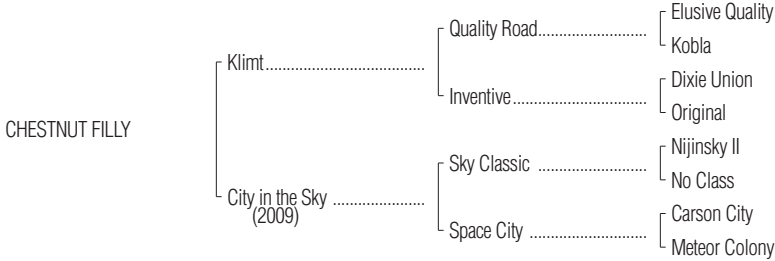 Elusive Quality
Quality Road
Kobla
Klimt
Dixie Union
Inventive
Original
CHESTNUT FILLY
Nijinsky II
Sky Classic
No Class
City in the Sky
(2009)
Carson City
Space City
Meteor Colony